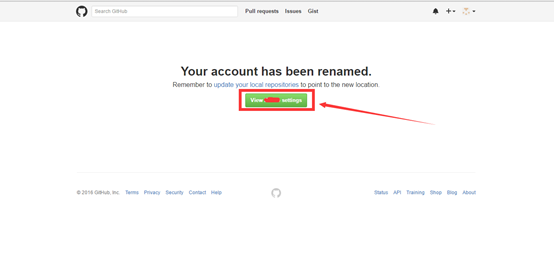 Search GitHub
Pull requests Issues Gist
Your account has been renamed.
Remember to update your local repositories to point to the new location.
View settings
© 2016 GitHub, Inc. Terms Privacy Security Contact Help
Status API Training Shop Blog About